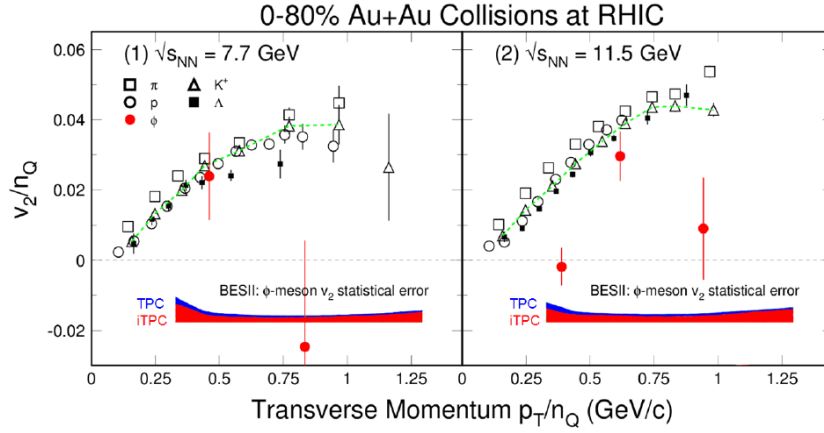 0-80% Au+Au Collisions at RHIC
(1) √sNN = 7.7 GeV
(2) √sNN = 11.5 GeV
π
K+
p
Λ
ϕ
v2/nQ
0.06
0.04
0.02
0
-0.02
BESII: ϕ-meson v2 statistical error
TPC
iTPC
BESII: ϕ-meson v2 statistical error
TPC
iTPC
0 0.25 0.5 0.75 1 1.25
0 0.25 0.5 0.75 1 1.25
Transverse Momentum pT/nQ (GeV/c)